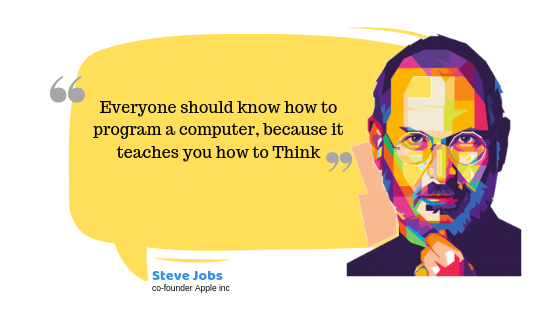 “
Everyone should know how to
program a computer, because it
teaches you how to Think ”
Steve Jobs
co-founder Apple inc